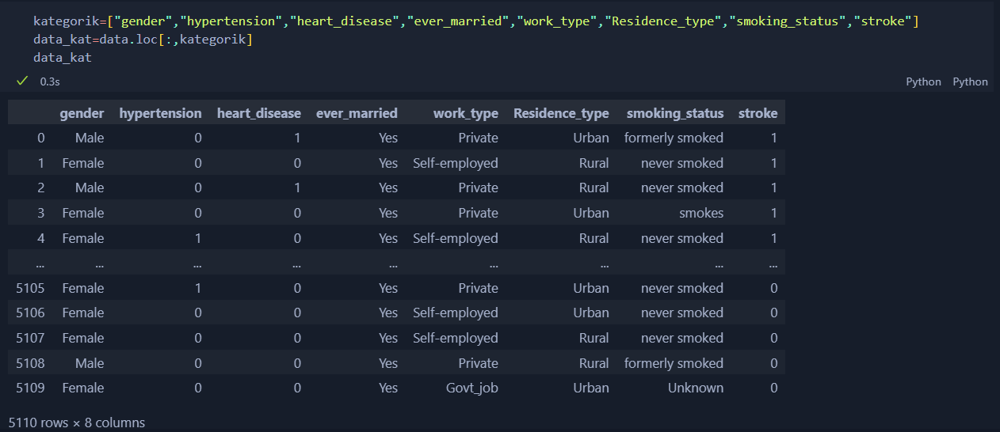 kategorik=["gender","hypertension","heart_disease","ever_married","work_type","Residence_type","smoking_status","stroke"]
data_kat=data.loc[:,kategorik]
data_kat
0.3s Python Python
gender hypertension heart_disease ever_married work_type Residence_type smoking_status stroke
0 Male 0 1 Yes Private Urban formerly smoked 1
1 Female 0 0 Yes Self-employed Rural never smoked 1
2 Male 0 1 Yes Private Rural never smoked 1
3 Female 0 0 Yes Private Urban smokes 1
4 Female 1 0 Yes Self-employed Rural never smoked 1
... ... ... ... ... ... ... ... ...
5105 Female 1 0 Yes Private Urban never smoked 0
5106 Female 0 0 Yes Self-employed Urban never smoked 0
5107 Female 0 0 Yes Self-employed Rural never smoked 0
5108 Male 0 0 Yes Private Rural formerly smoked 0
5109 Female 0 0 Yes Govt_job Urban Unknown 0
5110 rows × 8 columns